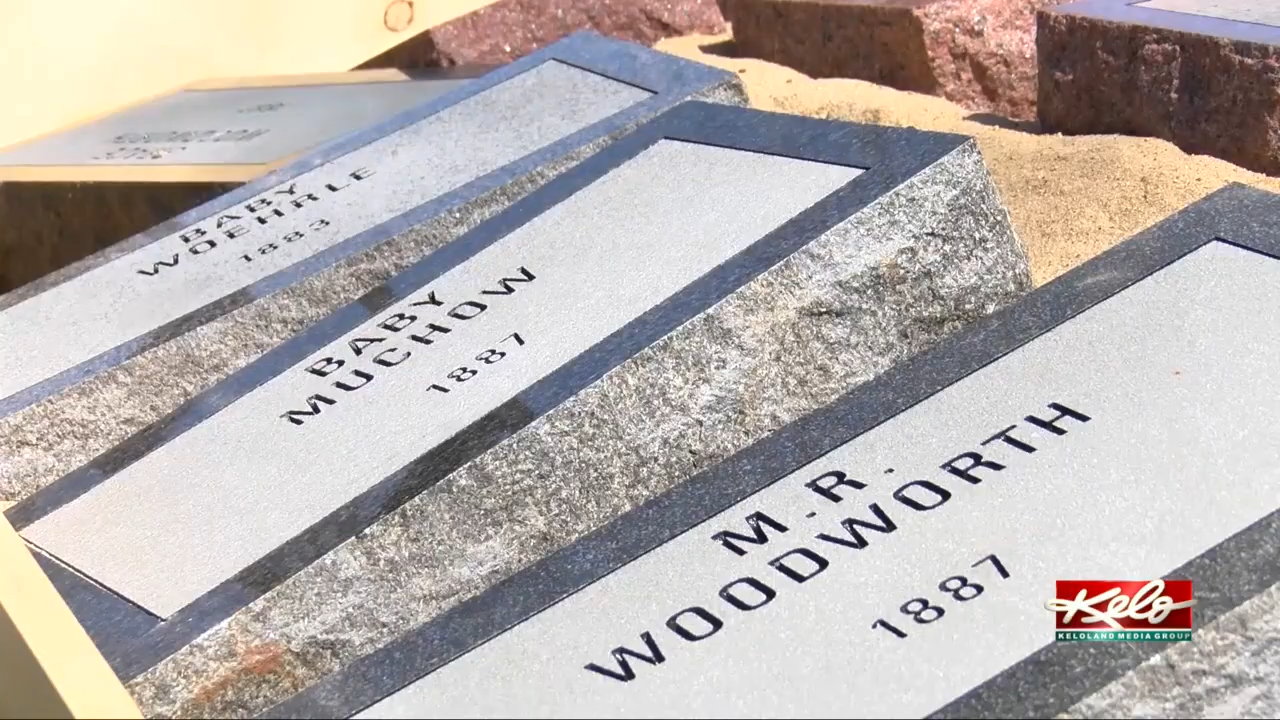 BABY
WOEHRLE
1883
BABY
MUCHOW
1887
M.R.
WOODWORTH
1887
Kelo
KELOLAND MEDIA GROUP